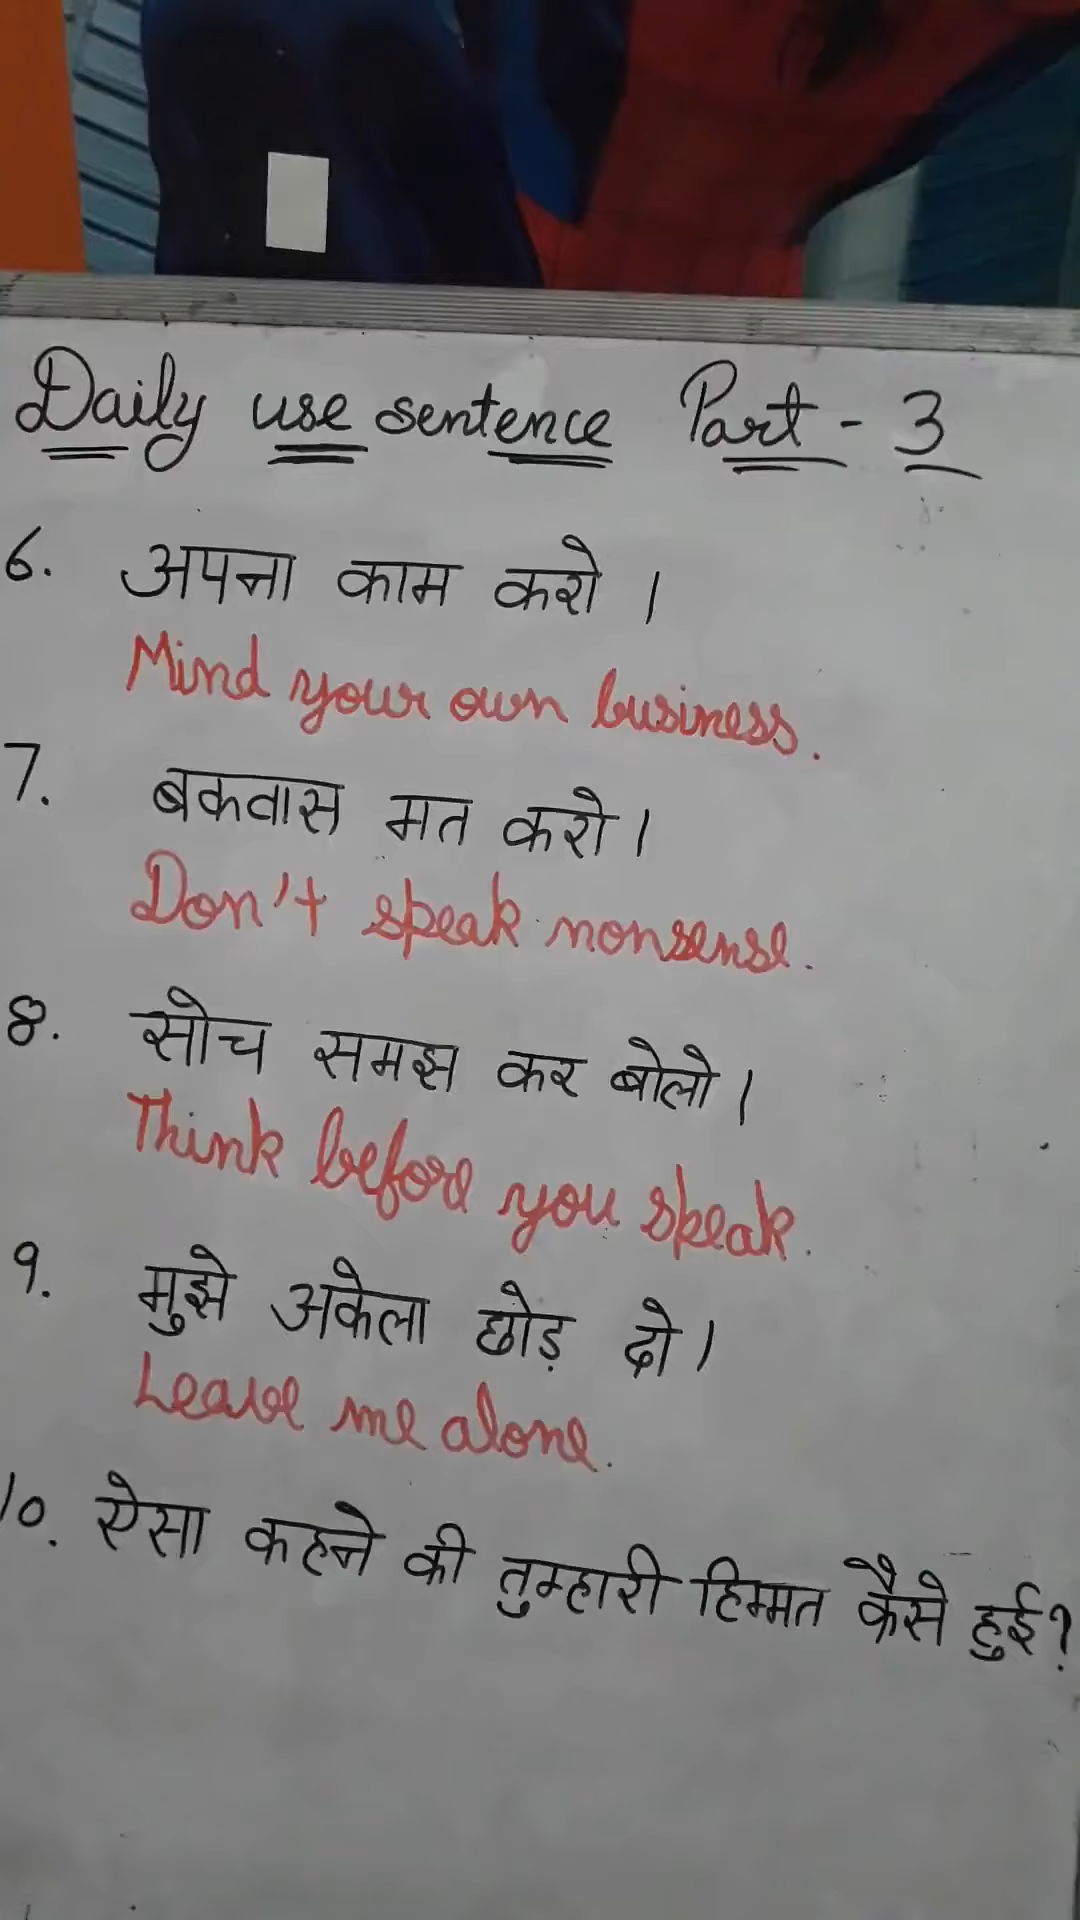 Daily use sentence Part - 3
6. अपना काम करो ।
Mind your own business.
7. बकवास मत करो ।
Don't speak nonsense.
8. सोच समझ कर बोलो ।
Think before you speak.
9. मुझे अकेला छोड़ दो ।
Leave me alone.
10. ऐसा कहने की तुम्हारी हिम्मत कैसे हुई?